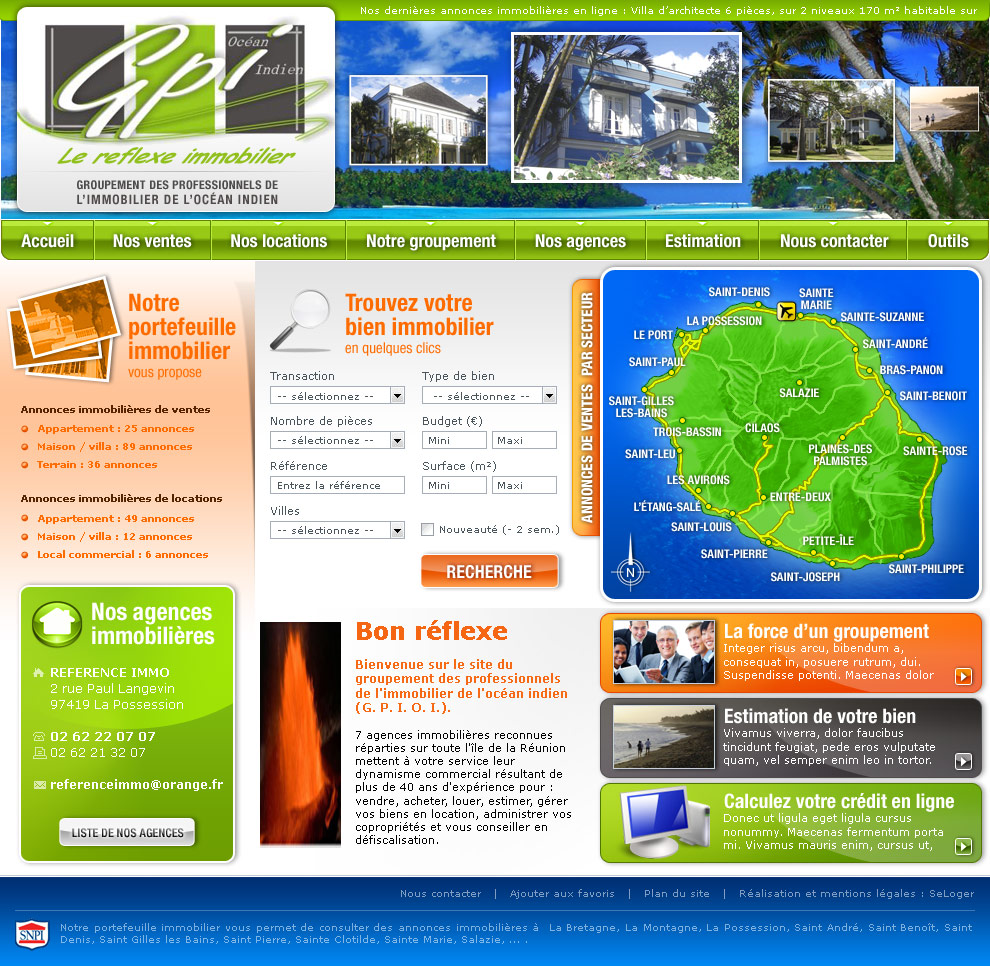 Nos dernières annonces immobilières en ligne : Villa d'architecte 6 pièces, sur 2 niveaux 170 m² habitable sur
Gpi
Océan
Indien
Le reflexe immobilier
GROUPEMENT DES PROFESSIONNELS DE
L'IMMOBILIER DE L'OCÉAN INDIEN
Accueil
Nos ventes
Nos locations
Notre groupement
Nos agences
Estimation
Nous contacter
Outils
Notre
portefeuille
immobilier
vous propose
Annonces immobilières de ventes
Appartement : 25 annonces
Maison / villa : 89 annonces
Terrain : 36 annonces
Annonces immobilières de locations
Appartement : 49 annonces
Maison / villa : 12 annonces
Local commercial : 6 annonces
Nos agences
immobilières
REFERENCE IMMO
2 rue Paul Langevin
97419 La Possession
02 62 22 07 07
02 62 21 32 07
referenceimmo@orange.fr
LISTE DE NOS AGENCES
Trouvez votre
bien immobilier
en quelques clics
Transaction
-- sélectionnez --
Type de bien
-- sélectionnez --
Nombre de pièces
-- sélectionnez --
Budget (€)
Mini
Maxi
Référence
Entrez la référence
Surface (m²)
Mini
Maxi
Villes
-- sélectionnez --
Nouveauté (- 2 sem.)
RECHERCHE
ANNONCES DE VENTES PAR SECTEUR
SAINT-DENIS
SAINTE
MARIE
SAINTE-SUZANNE
LA POSSESSION
LE PORT
SAINT-ANDRÉ
SAINT-PAUL
BRAS-PANON
SALAZIE
SAINT-BENOIT
SAINT-GILLES
LES-BAINS
TROIS-BASSIN
CILAOS
SAINT-LEU
PLAINES-DES
PALMISTES
SAINTE-ROSE
LES AVIRONS
ENTRE-DEUX
L'ÉTANG-SALÉ
SAINT-LOUIS
PETITE-ÎLE
SAINT-PIERRE
SAINT-PHILIPPE
SAINT-JOSEPH
N
Bon réflexe
Bienvenue sur le site du
groupement des professionnels
de l'immobilier de l'océan indien
(G. P. I. O. I.).
7 agences immobilières reconnues
réparties sur toute l'île de la Réunion
mettent à votre service leur
dynamisme commercial résultant de
plus de 40 ans d'expérience pour :
vendre, acheter, louer, estimer, gérer
vos biens en location, administrer vos
copropriétés et vous conseiller en
défiscalisation.
La force d'un groupement
Integer risus arcu, bibendum a,
consequat in, posuere rutrum, dui.
Suspendisse potenti. Maecenas dolor
Estimation de votre bien
Vivamus viverra, dolor faucibus
tincidunt feugiat, pede eros vulputate
quam, vel semper enim leo in tortor.
Calculez votre crédit en ligne
Donec ut ligula eget ligula cursus
nonummy. Maecenas fermentum porta
mi. Vivamus mauris enim, cursus ut,
Nous contacter | Ajouter aux favoris | Plan du site | Réalisation et mentions légales : SeLoger
SNPI
Notre portefeuille immobilier vous permet de consulter des annonces immobilières à La Bretagne, La Montagne, La Possession, Saint André, Saint Benoît, Saint
Denis, Saint Gilles les Bains, Saint Pierre, Sainte Clotilde, Sainte Marie, Salazie, ... .